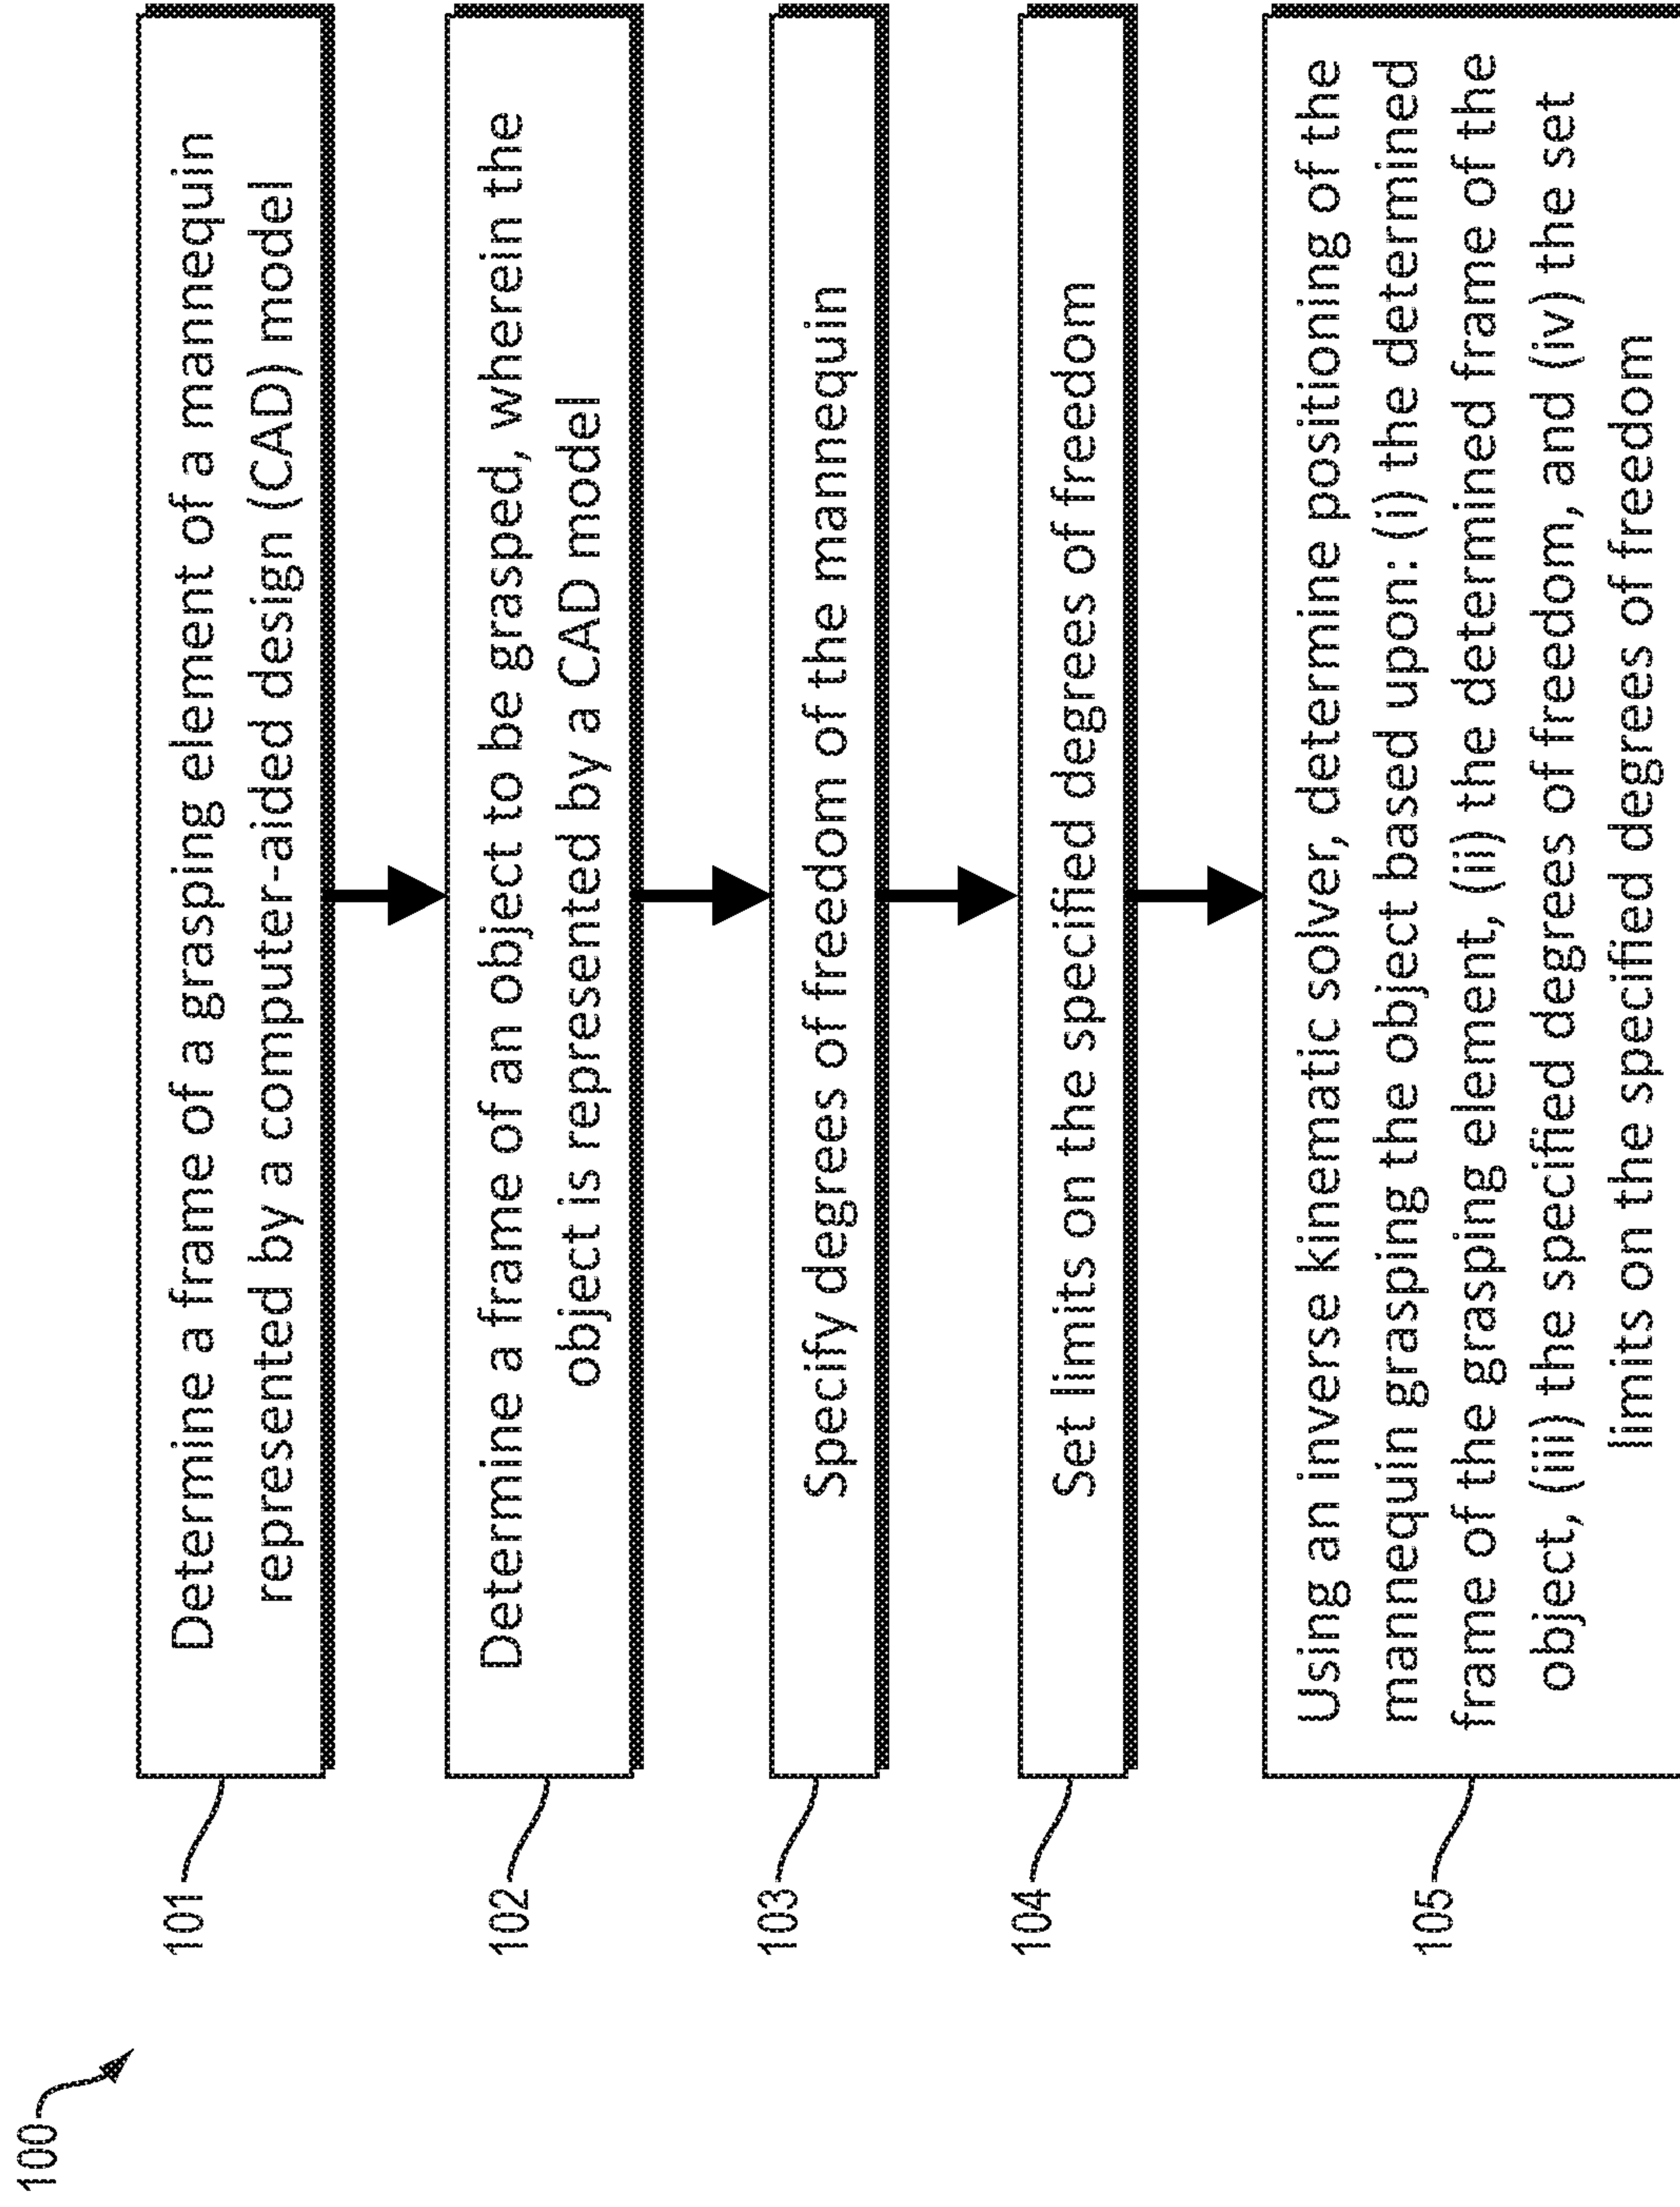 100
101
Determine a frame of a grasping element of a mannequin
represented by a computer-aided design (CAD) model
102
Determine a frame of an object to be grasped, wherein the
object is represented by a CAD model
103
Specify degrees of freedom of the mannequin
104
Set limits on the specified degrees of freedom
105
Using an inverse kinematic solver, determine positioning of the
mannequin grasping the object based upon: (i) the determined
frame of the grasping element, (ii) the determined frame of the
object, (iii) the specified degrees of freedom, and (iv) the set
limits on the specified degrees of freedom